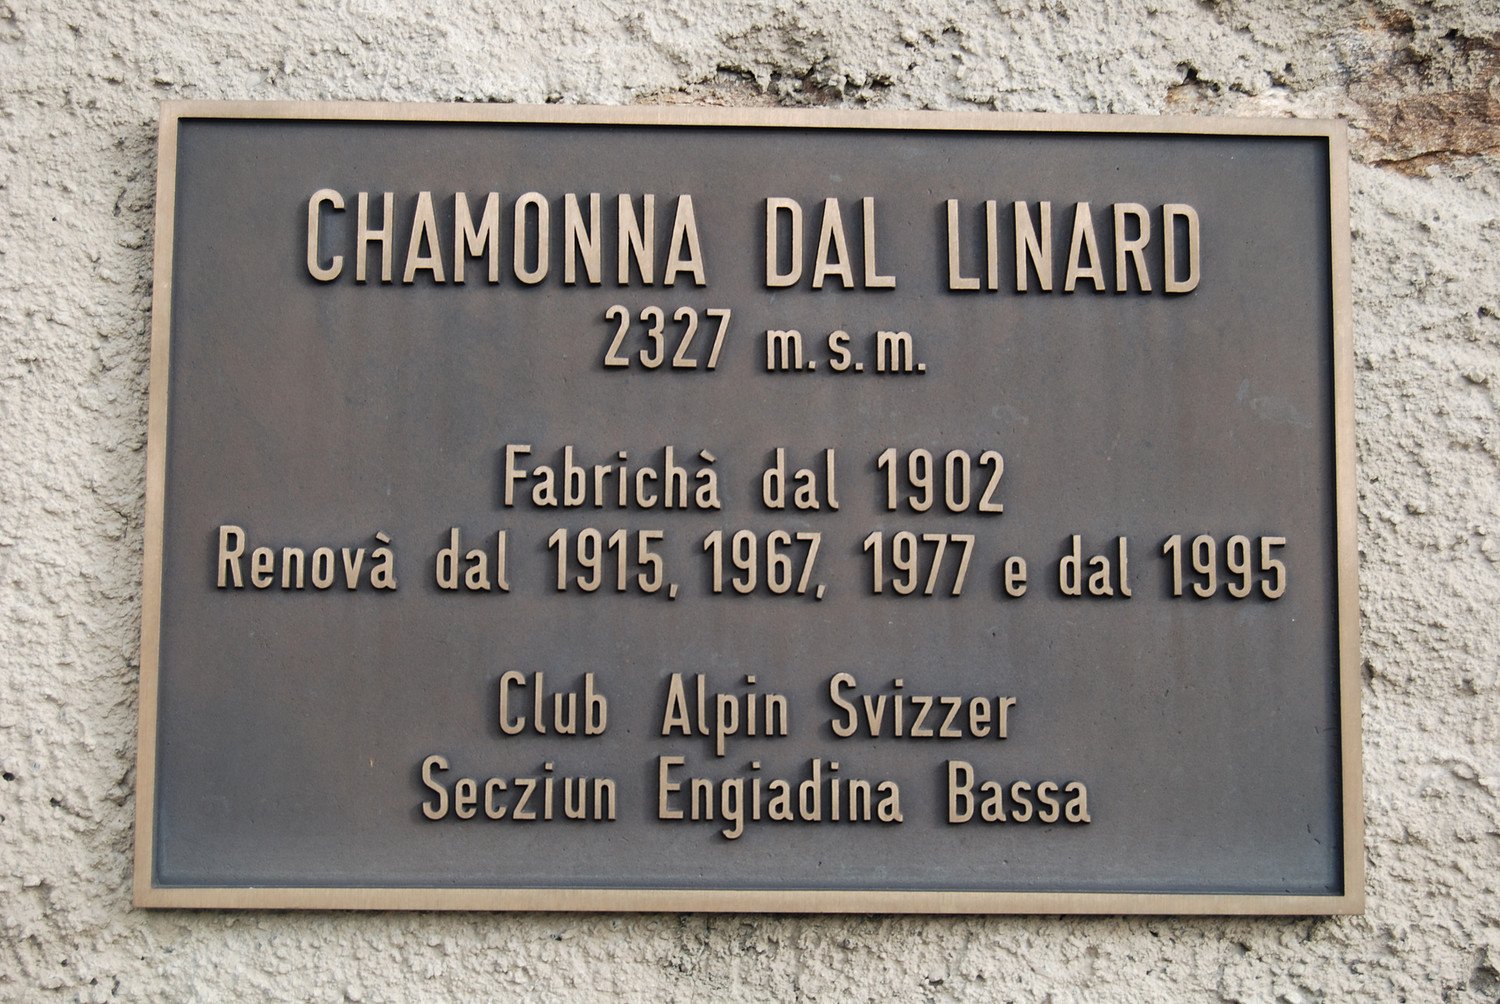 CHAMONNA DAL LINARD
2327 m.s.m.
Fabrichà dal 1902
Renovà dal 1915, 1967, 1977 e dal 1995
Club Alpin Svizzer
Secziun Engiadina Bassa